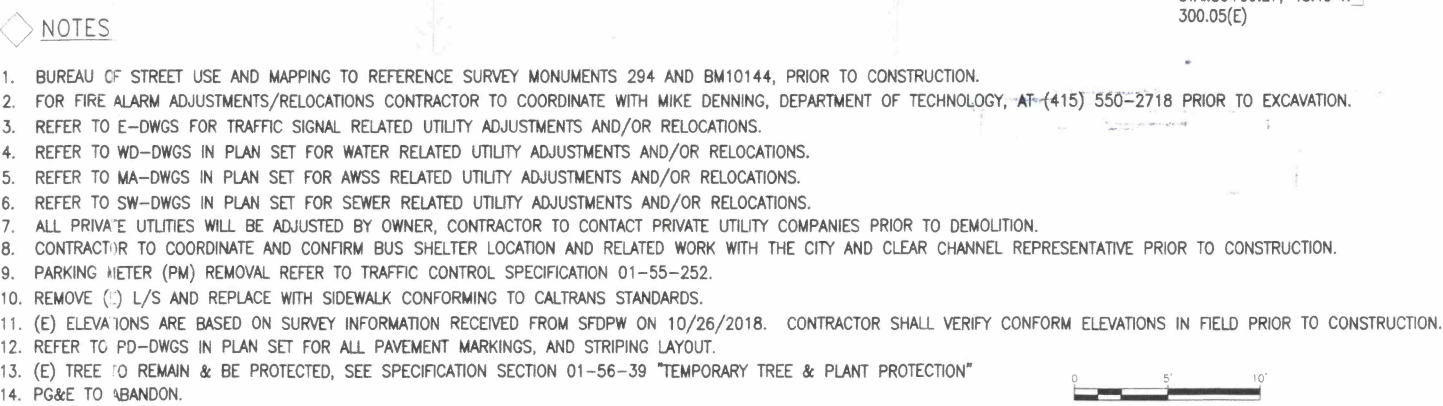 300.05(E)
NOTES
1. BUREAU OF STREET USE AND MAPPING TO REFERENCE SURVEY MONUMENTS 294 AND BM10144, PRIOR TO CONSTRUCTION.
2. FOR FIRE ALARM ADJUSTMENTS/RELOCATIONS CONTRACTOR TO COORDINATE WITH MIKE DENNING, DEPARTMENT OF TECHNOLOGY, AT (415) 550-2718 PRIOR TO EXCAVATION.
3. REFER TO E-DWGS FOR TRAFFIC SIGNAL RELATED UTILITY ADJUSTMENTS AND/OR RELOCATIONS.
4. REFER TO WD-DWGS IN PLAN SET FOR WATER RELATED UTILITY ADJUSTMENTS AND/OR RELOCATIONS.
5. REFER TO MA-DWGS IN PLAN SET FOR AWSS RELATED UTILITY ADJUSTMENTS AND/OR RELOCATIONS.
6. REFER TO SW-DWGS IN PLAN SET FOR SEWER RELATED UTILITY ADJUSTMENTS AND/OR RELOCATIONS.
7. ALL PRIVATE UTLITIES WILL BE ADJUSTED BY OWNER, CONTRACTOR TO CONTACT PRIVATE UTILITY COMPANIES PRIOR TO DEMOLITION.
8. CONTRACTOR TO COORDINATE AND CONFIRM BUS SHELTER LOCATION AND RELATED WORK WITH THE CITY AND CLEAR CHANNEL REPRESENTATIVE PRIOR TO CONSTRUCTION.
9. PARKING METER (PM) REMOVAL REFER TO TRAFFIC CONTROL SPECIFICATION 01-55-252.
10. REMOVE (E) L/S AND REPLACE WITH SIDEWALK CONFORMING TO CALTRANS STANDARDS.
11. (E) ELEVATIONS ARE BASED ON SURVEY INFORMATION RECEIVED FROM SFDPW ON 10/26/2018. CONTRACTOR SHALL VERIFY CONFORM ELEVATIONS IN FIELD PRIOR TO CONSTRUCTION.
12. REFER TO PD-DWGS IN PLAN SET FOR ALL PAVEMENT MARKINGS, AND STRIPING LAYOUT.
13. (E) TREE TO REMAIN & BE PROTECTED, SEE SPECIFICATION SECTION 01-56-39 "TEMPORARY TREE & PLANT PROTECTION"
14. PG&E TO ABANDON.
0 5' 10'